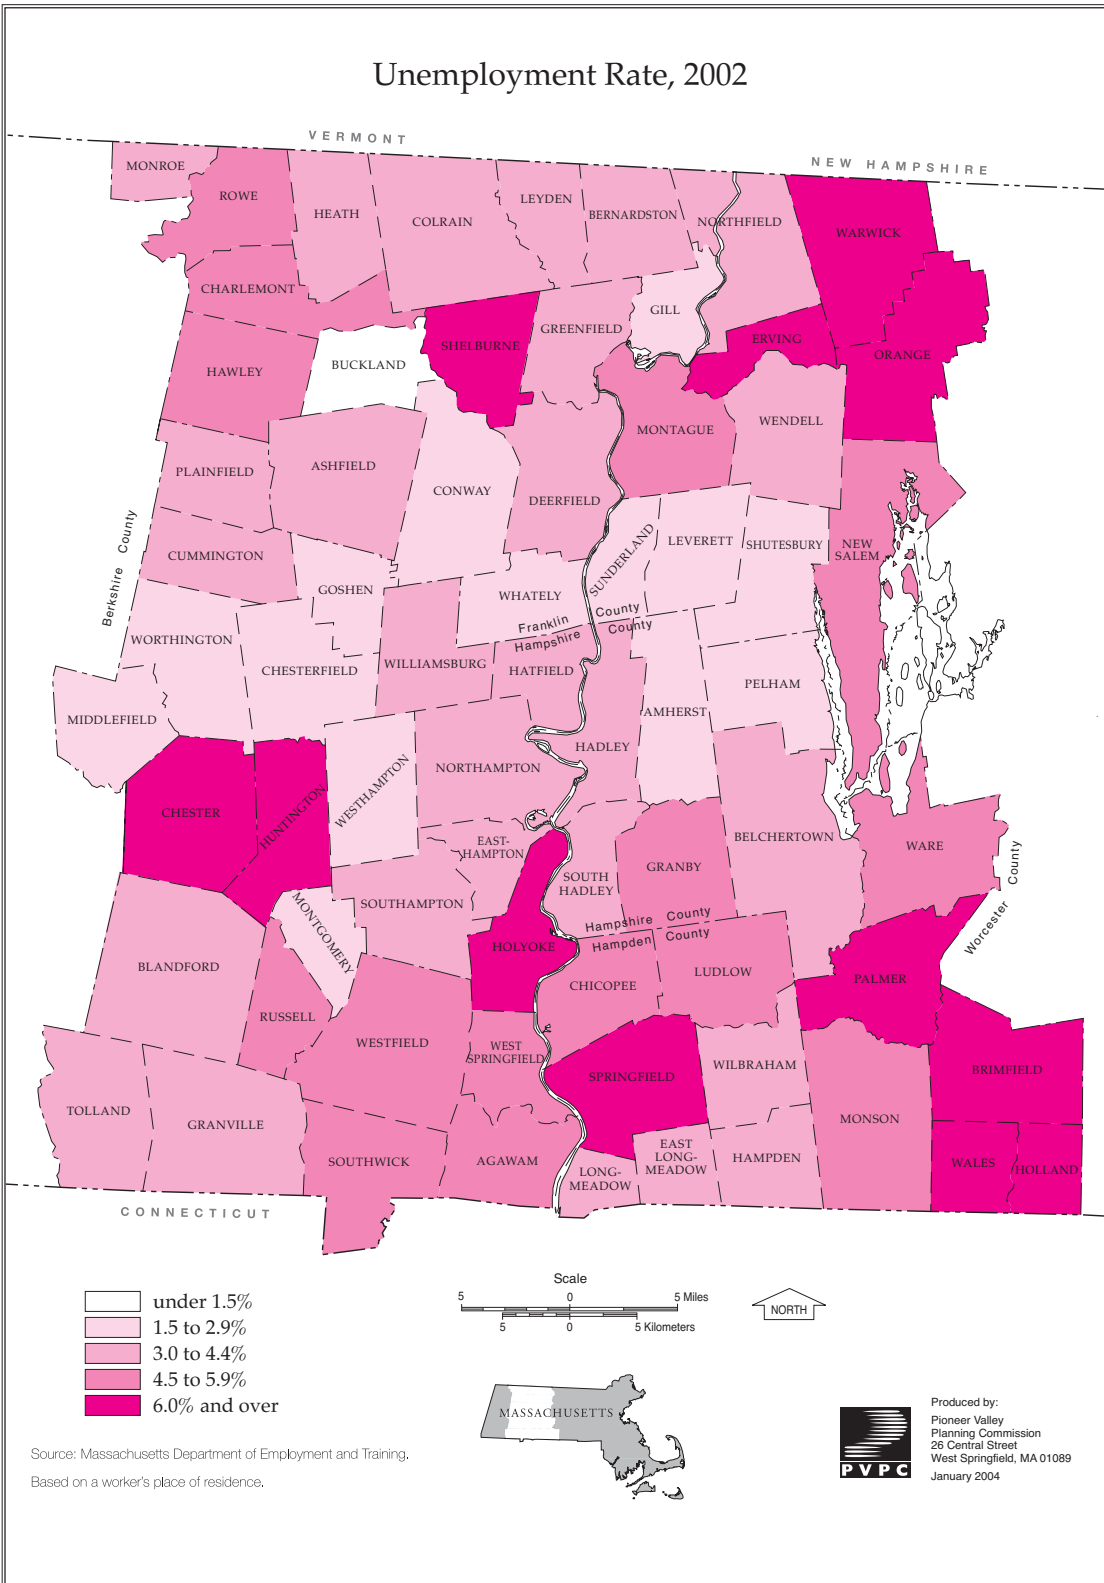 Unemployment Rate, 2002
VERMONT
NEW HAMPSHIRE
MONROE
ROWE
HEATH
COLRAIN
LEYDEN
BERNARDSTON
NORTHFIELD
WARWICK
CHARLEMONT
GILL
GREENFIELD
SHELBURNE
ERVING
ORANGE
BUCKLAND
HAWLEY
WENDELL
MONTAGUE
PLAINFIELD
ASHFIELD
CONWAY
DEERFIELD
Berkshire County
CUMMINGTON
GOSHEN
SUNDERLAND
LEVERETT
SHUTESBURY
NEW
SALEM
WHATELY
Franklin County
Hampshire County
WORTHINGTON
CHESTERFIELD
WILLIAMSBURG
HATFIELD
PELHAM
MIDDLEFIELD
AMHERST
HADLEY
NORTHAMPTON
WESTHAMPTON
CHESTER
HUNTINGTON
EAST-
HAMPTON
BELCHERTOWN
WARE
GRANBY
SOUTH
HADLEY
Worcester County
MONTGOMERY
SOUTHAMPTON
Hampshire County
Hampden County
HOLYOKE
BLANDFORD
LUDLOW
PALMER
CHICOPEE
RUSSELL
WESTFIELD
WEST
SPRINGFIELD
SPRINGFIELD
WILBRAHAM
BRIMFIELD
TOLLAND
GRANVILLE
MONSON
SOUTHWICK
AGAWAM
LONG-
MEADOW
EAST
LONG-
MEADOW
HAMPDEN
WALES
HOLLAND
CONNECTICUT
under 1.5%
1.5 to 2.9%
3.0 to 4.4%
4.5 to 5.9%
6.0% and over
Scale
5 0 5 Miles
5 0 5 Kilometers
NORTH
MASSACHUSETTS
Source: Massachusetts Department of Employment and Training.
Based on a worker's place of residence.
PVPC
Produced by:
Pioneer Valley
Planning Commission
26 Central Street
West Springfield, MA 01089
January 2004